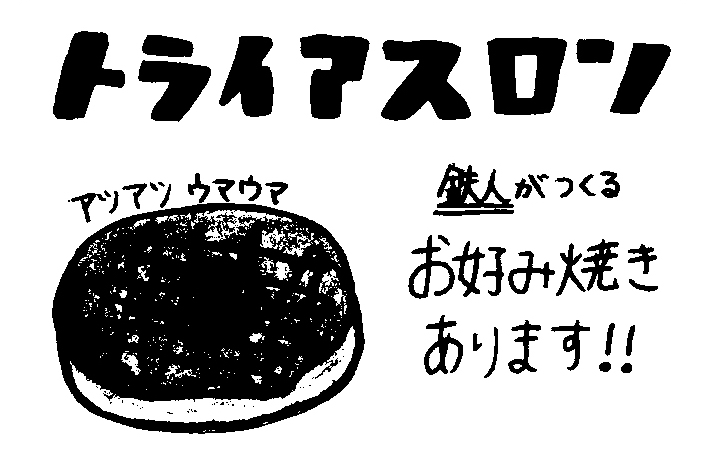 トライアスロン
アツアツ ウマウマ
鉄人がつくる
お好み焼き
あります!!